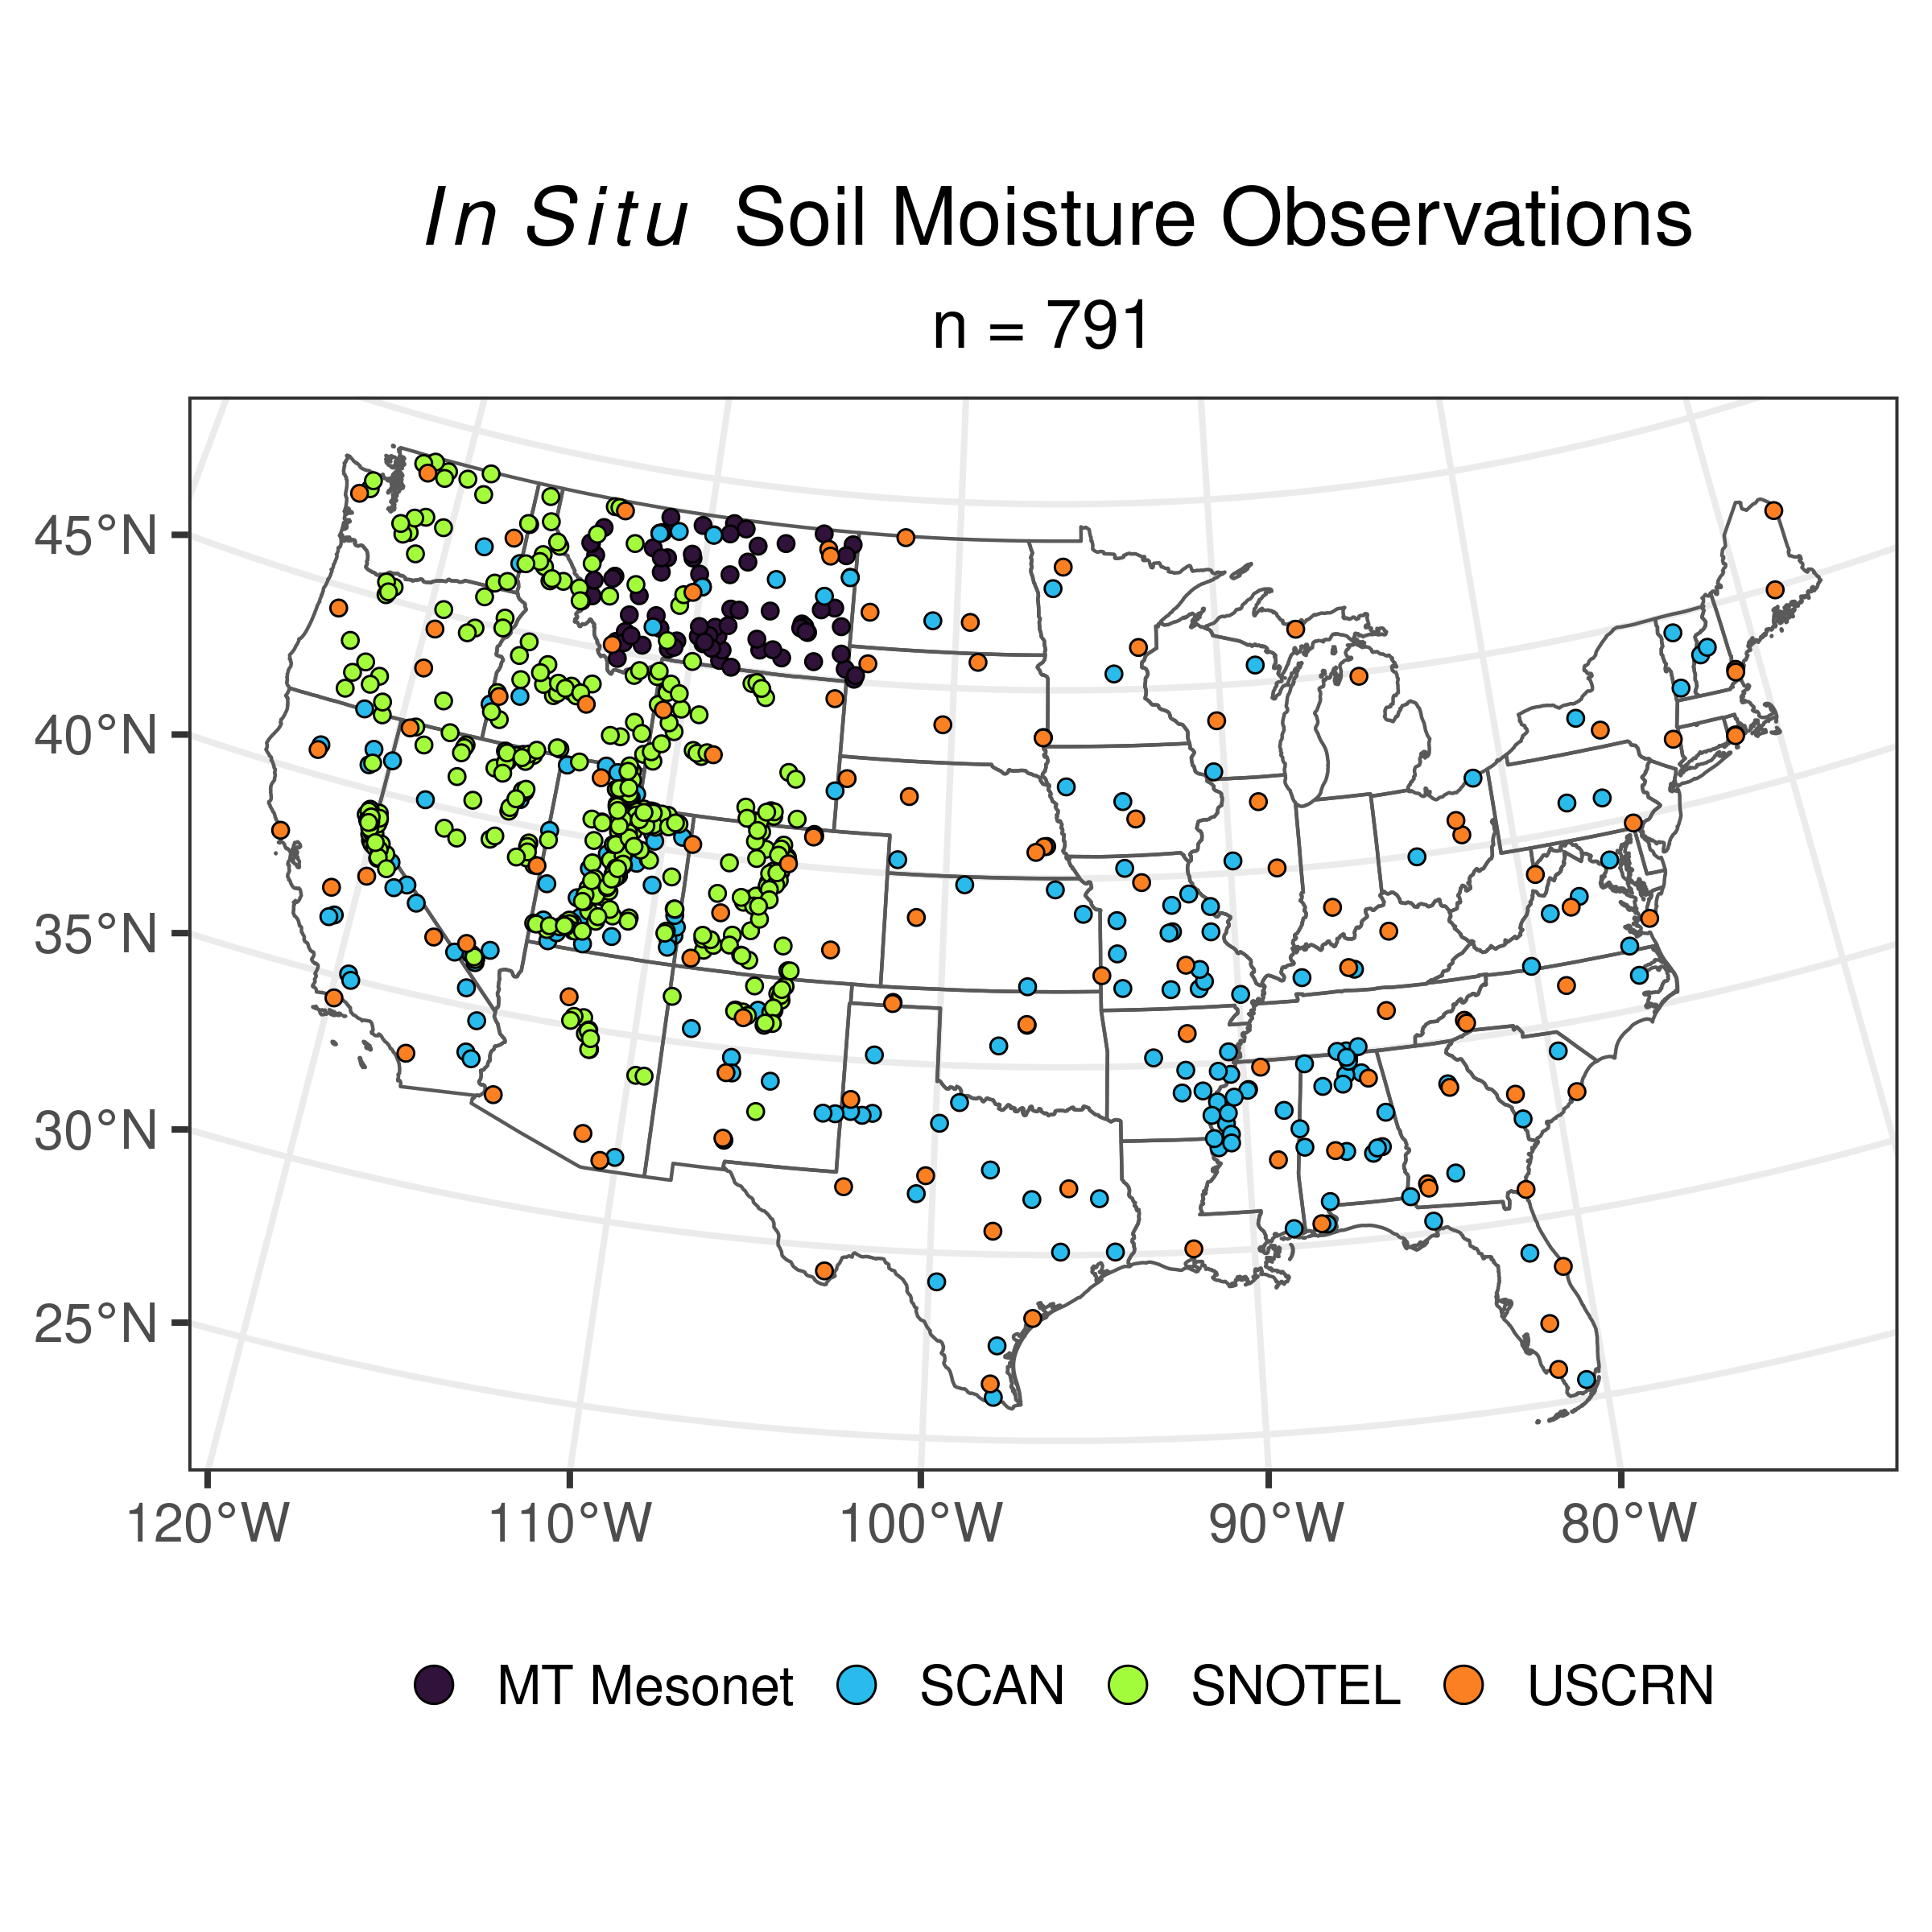 In Situ Soil Moisture Observations
n = 791
45°N
40°N
35°N
30°N
25°N
120°W 110°W 100°W 90°W 80°W
MT Mesonet SCAN SNOTEL USCRN